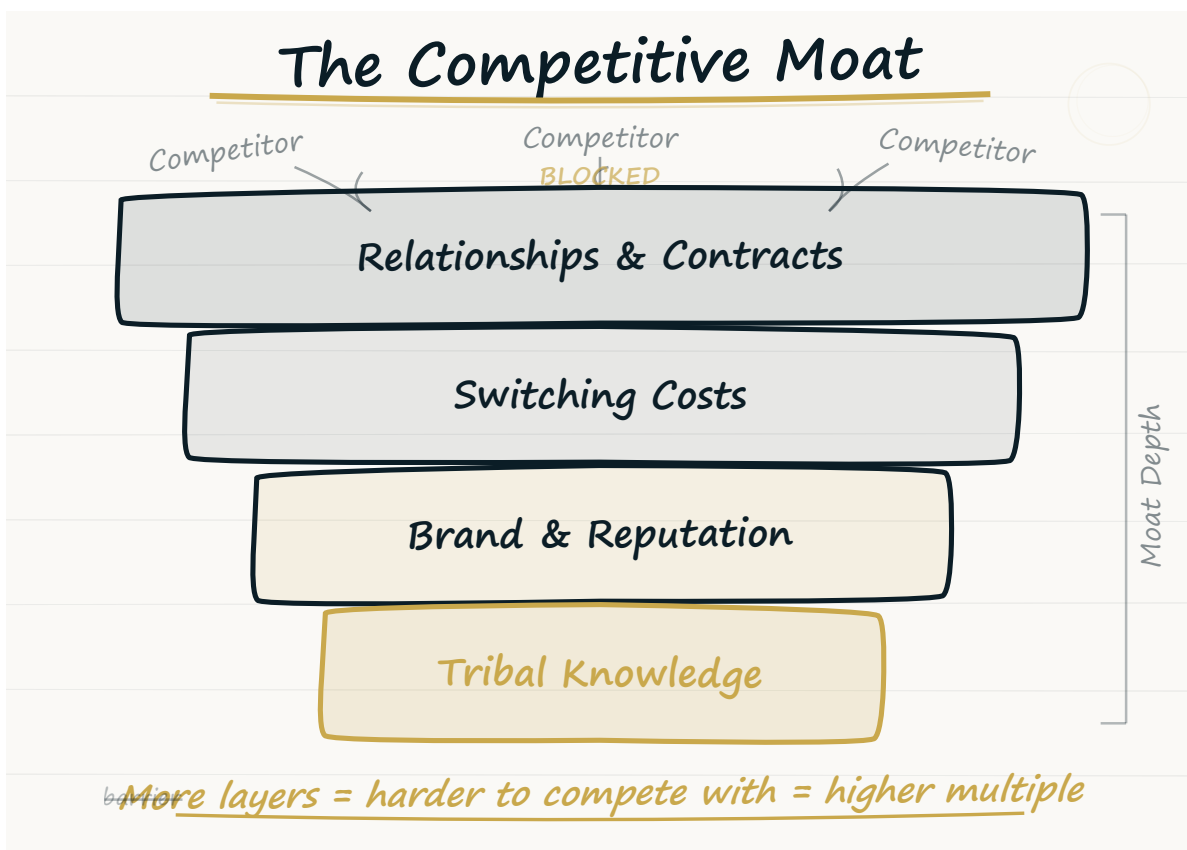 The Competitive Moat
Competitor
Competitor
Competitor
BLOCKED
Relationships & Contracts
Switching Costs
Brand & Reputation
Tribal Knowledge
Moat Depth
barrier
More layers = harder to compete with = higher multiple